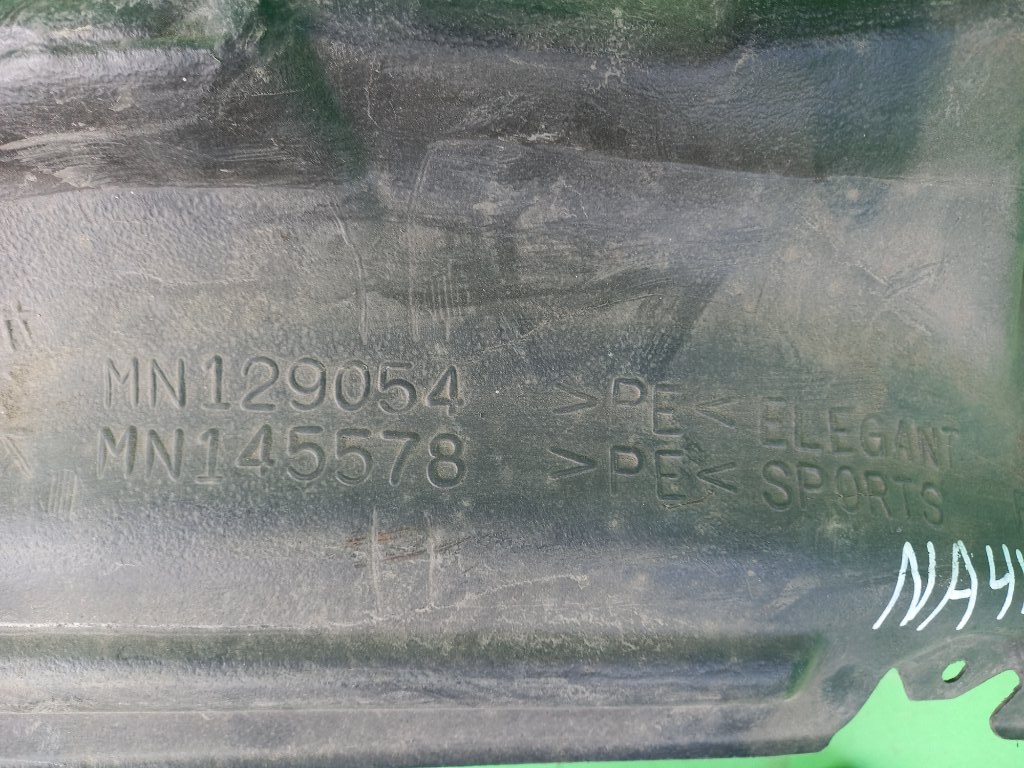 MN129054 >PE< ELEGANT
MN145578 >PE< SPORTS